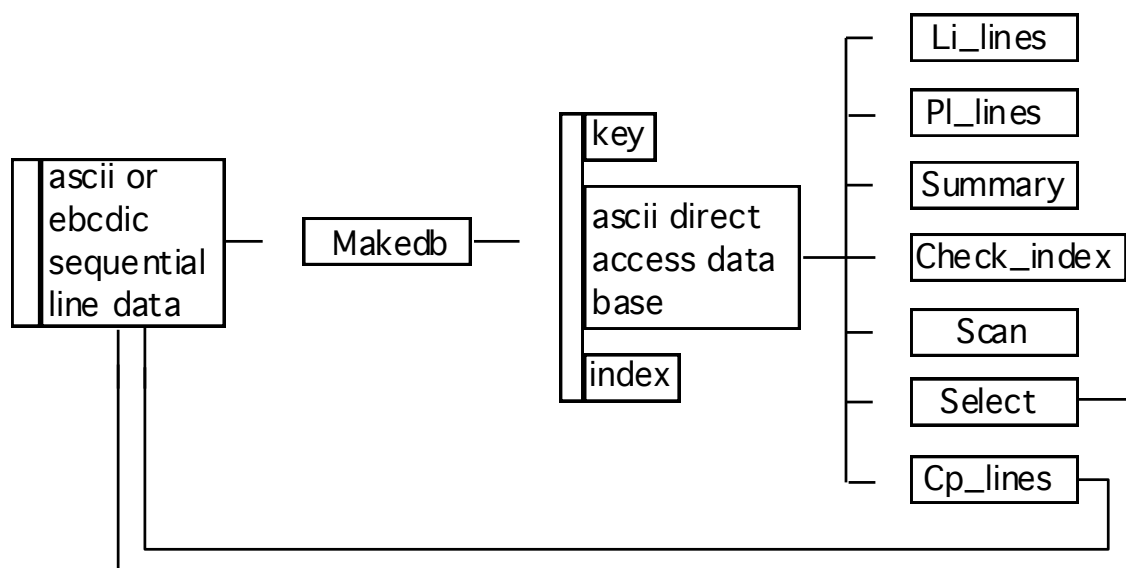 ascii or
ebcdic
sequential
line data
Makedb
key
ascii direct
access data
base
index
Li_lines
Pl_lines
Summary
Check_index
Scan
Select
Cp_lines